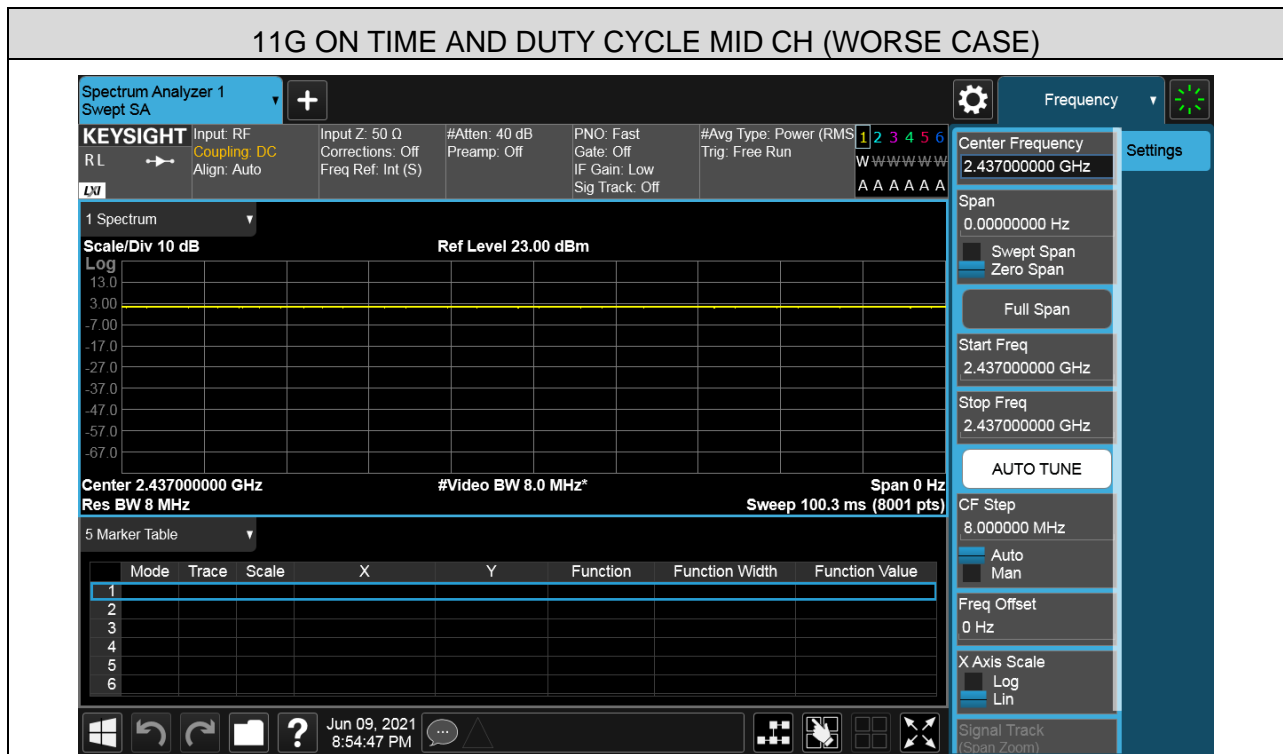 11G ON TIME AND DUTY CYCLE MID CH (WORSE CASE)
Spectrum Analyzer 1
Swept SA
Frequency
KEYSIGHT
R L
LXI
Input: RF
Coupling: DC
Align: Auto
Input Z: 50 Ω
Corrections: Off
Freq Ref: Int (S)
#Atten: 40 dB
Preamp: Off
PNO: Fast
Gate: Off
IF Gain: Low
Sig Track: Off
#Avg Type: Power (RMS
Trig: Free Run
1 2 3 4 5 6
W W W W W W
A A A A A A
1 Spectrum
Scale/Div 10 dB
Ref Level 23.00 dBm
Log
13.0
3.00
-7.00
-17.0
-27.0
-37.0
-47.0
-57.0
-67.0
Center 2.437000000 GHz
#Video BW 8.0 MHz*
Span 0 Hz
Res BW 8 MHz
Sweep 100.3 ms (8001 pts)
5 Marker Table
Mode Trace Scale X Y Function Function Width Function Value
1
2
3
4
5
6
Jun 09, 2021
8:54:47 PM
Center Frequency
2.437000000 GHz
Settings
Span
0.00000000 Hz
Swept Span
Zero Span
Full Span
Start Freq
2.437000000 GHz
Stop Freq
2.437000000 GHz
AUTO TUNE
CF Step
8.000000 MHz
Auto
Man
Freq Offset
0 Hz
X Axis Scale
Log
Lin
Signal Track
(Span Zoom)